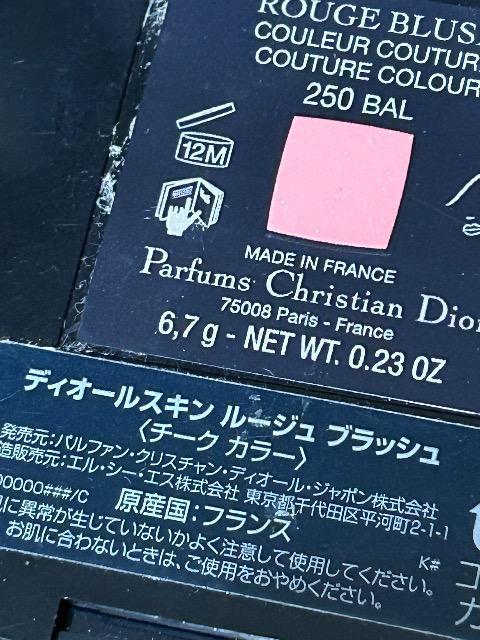 ROUGE BLUS
COULEUR COUTUR
COUTURE COLOUR
250 BAL
12M
MADE IN FRANCE
Parfums Christian Dior
75008 Paris - France
6,7 g - NET WT. 0.23 OZ
ディオールスキン ルージュ ブラッシュ
〈チーク カラー〉
発売元:パルファン・クリスチャン・ディオール・ジャポン株式会社
造販売元:エル・シー・エス株式会社 東京都千代田区平河町2-1-1
00000###/C 原産国:フランス
K#
肌に異常が生じていないかよく注意して使用してください。
お肌に合わないときは、ご使用をおやめください。